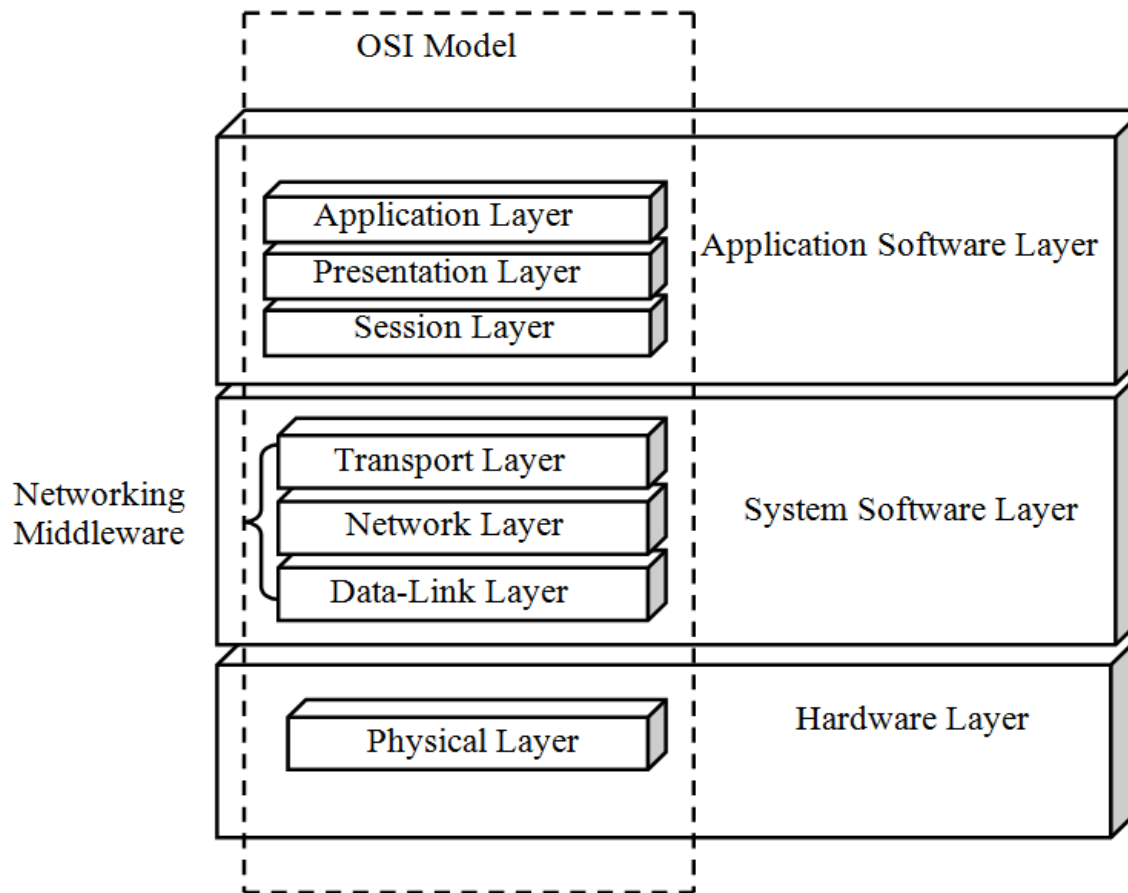 OSI Model
Application Layer
Presentation Layer
Session Layer
Application Software Layer
Networking
Middleware
Transport Layer
Network Layer
Data-Link Layer
System Software Layer
Physical Layer
Hardware Layer